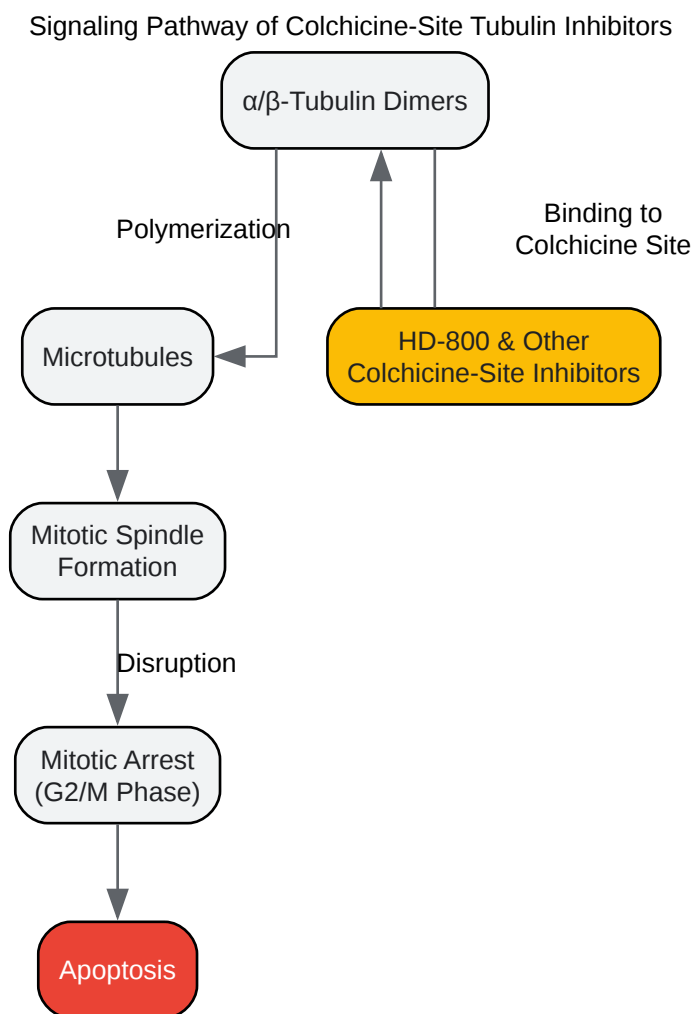 Signaling Pathway of Colchicine-Site Tubulin Inhibitors
α/β-Tubulin Dimers
Polymerization
Binding to
Colchicine Site
Microtubules
HD-800 & Other
Colchicine-Site Inhibitors
Mitotic Spindle
Formation
Disruption
Mitotic Arrest
(G2/M Phase)
Apoptosis